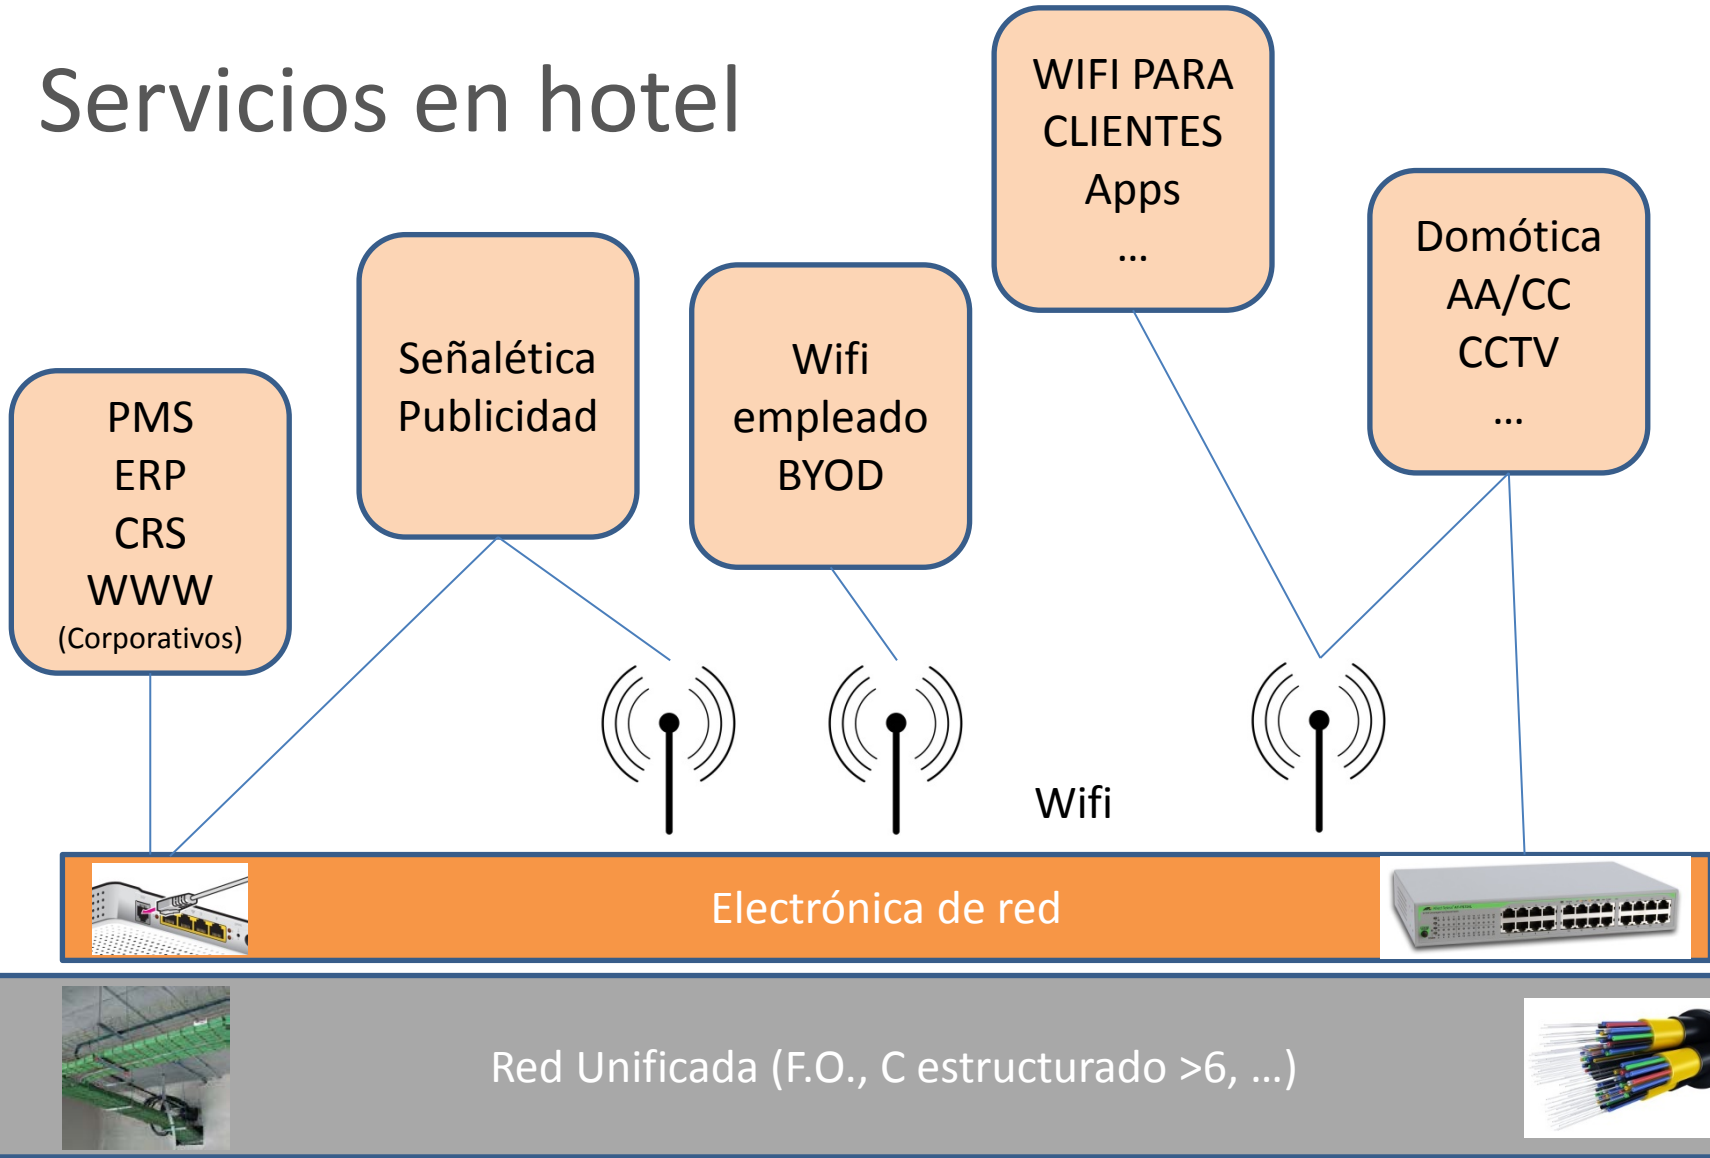 Servicios en hotel
WIFI PARA
CLIENTES
Apps
...
Domótica
AA/CC
CCTV
...
Señalética
Publicidad
Wifi
empleado
BYOD
PMS
ERP
CRS
WWW
(Corporativos)
Wifi
Electrónica de red
Red Unificada (F.O., C estructurado >6, ...)